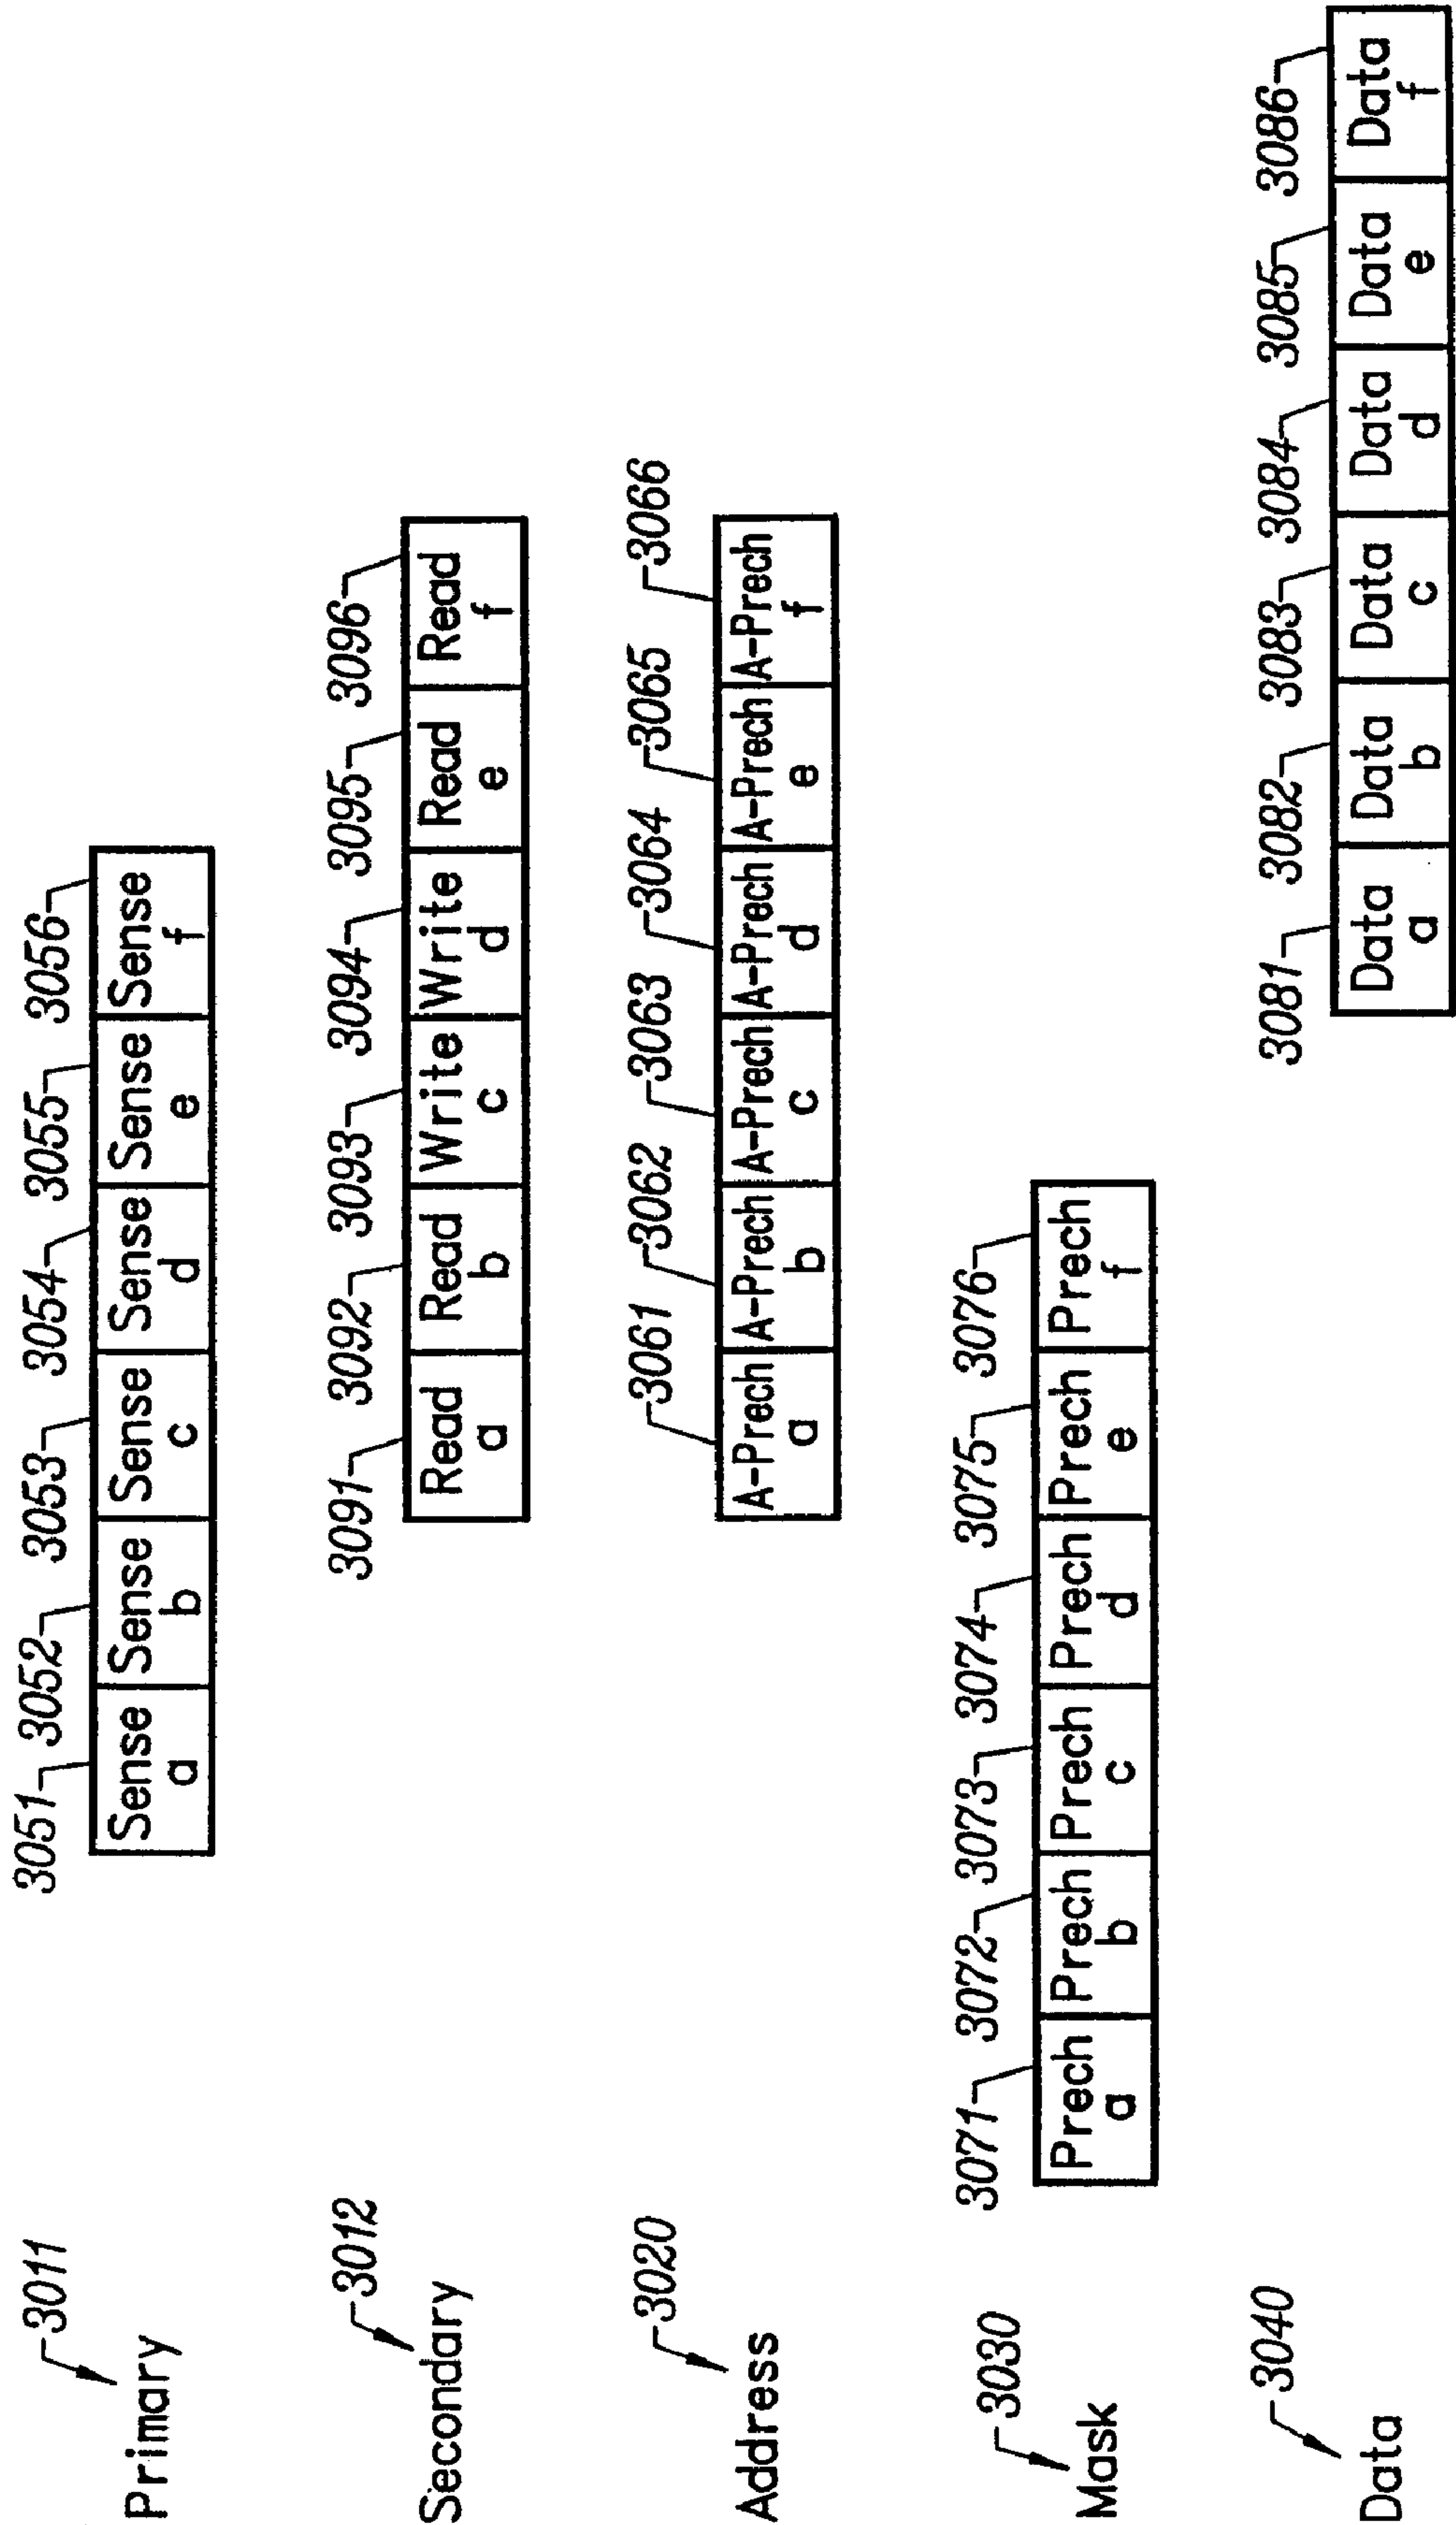 3011
Primary
3051 3052 3053 3054 3055 3056
Sense Sense Sense Sense Sense Sense
a b c d e f
3012
Secondary
3091 3092 3093 3094 3095 3096
Read Read Write Write Read Read
a b c d e f
3020
Address
3061 3062 3063 3064 3065 3066
A-Prech A-Prech A-Prech A-Prech A-Prech A-Prech
a b c d e f
3030
Mask
3071 3072 3073 3074 3075 3076
Prech Prech Prech Prech Prech Prech
a b c d e f
3040
Data
3081 3082 3083 3084 3085 3086
Data Data Data Data Data Data
a b c d e f